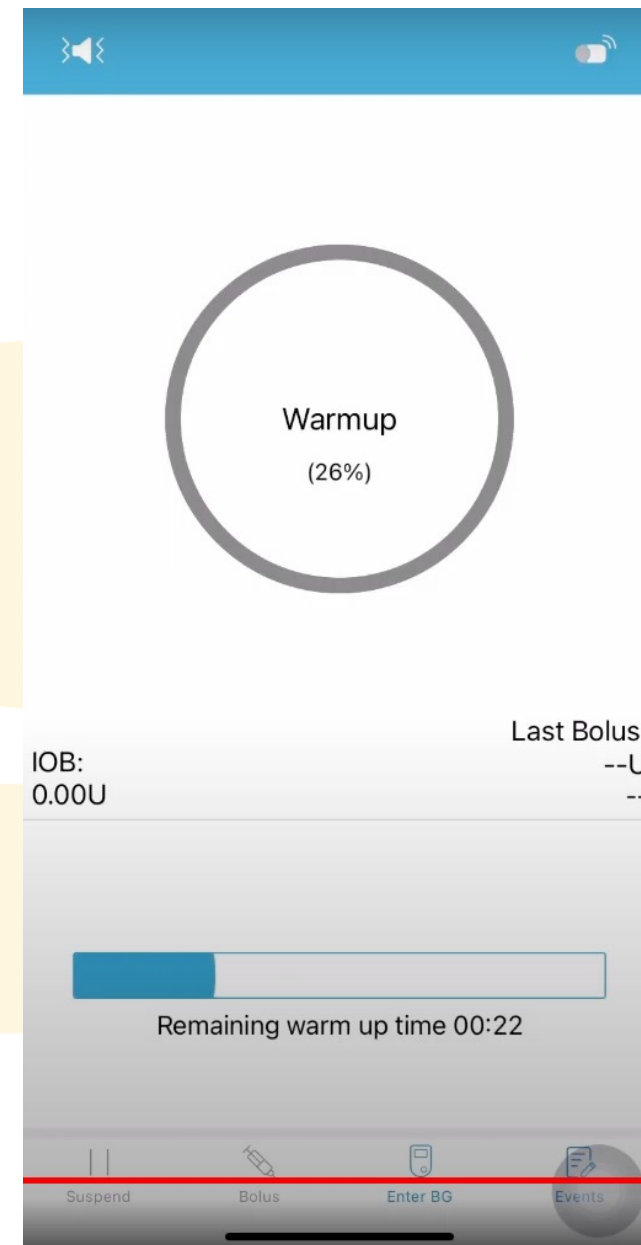 Warmup
(26%)
Last Bolus
IOB:
--U
0.00U
--
Remaining warm up time 00:22
Suspend
Bolus
Enter BG
Events